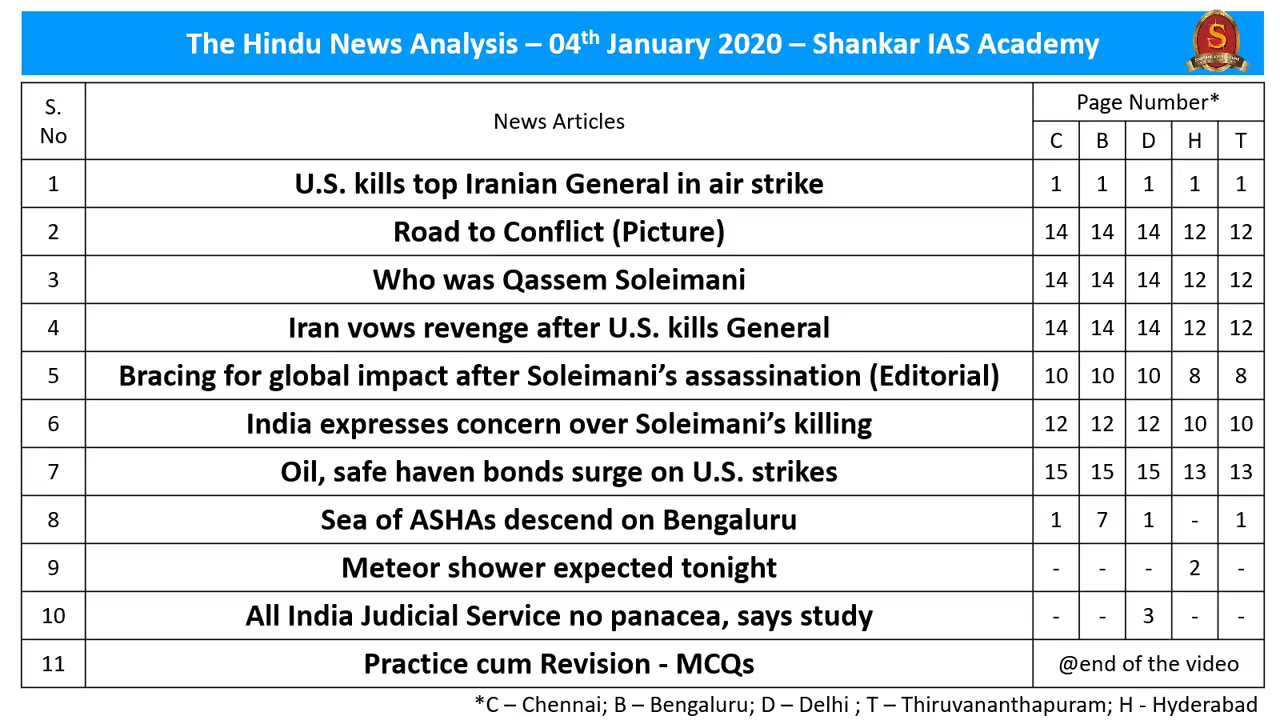 The Hindu News Analysis – 04th January 2020 – Shankar IAS Academy
S
S. No News Articles Page Number*
C B D H T
1 U.S. kills top Iranian General in air strike 1 1 1 1 1
2 Road to Conflict (Picture) 14 14 14 12 12
3 Who was Qassem Soleimani 14 14 14 12 12
4 Iran vows revenge after U.S. kills General 14 14 14 12 12
5 Bracing for global impact after Soleimani’s assassination (Editorial) 10 10 10 8 8
6 India expresses concern over Soleimani’s killing 12 12 12 10 10
7 Oil, safe haven bonds surge on U.S. strikes 15 15 15 13 13
8 Sea of ASHAs descend on Bengaluru 1 7 1 - 1
9 Meteor shower expected tonight - - - 2 -
10 All India Judicial Service no panacea, says study - - 3 - -
11 Practice cum Revision - MCQs @end of the video
*C – Chennai; B – Bengaluru; D – Delhi ; T – Thiruvananthapuram; H - Hyderabad